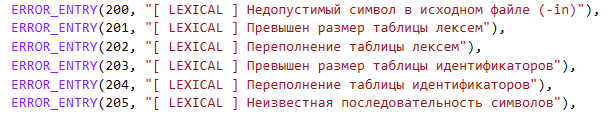 ERROR_ENTRY(200, "[ LEXICAL ] Недопустимый символ в исходном файле (-in)"),
ERROR_ENTRY(201, "[ LEXICAL ] Превышен размер таблицы лексем"),
ERROR_ENTRY(202, "[ LEXICAL ] Переполнение таблицы лексем"),
ERROR_ENTRY(203, "[ LEXICAL ] Превышен размер таблицы идентификаторов"),
ERROR_ENTRY(204, "[ LEXICAL ] Переполнение таблицы идентификаторов"),
ERROR_ENTRY(205, "[ LEXICAL ] Неизвестная последовательность символов"),